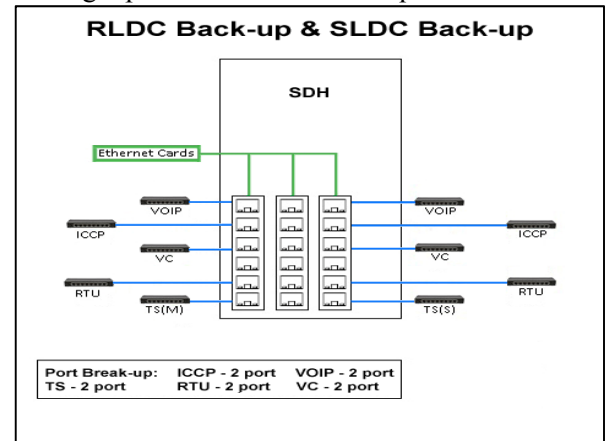 RLDC Back-up & SLDC Back-up
SDH
Ethernet Cards
VOIP VOIP
ICCP ICCP
VC VC
RTU RTU
TS(M) TS(S)
Port Break-up: ICCP - 2 port VOIP - 2 port
TS - 2 port RTU - 2 port VC - 2 port